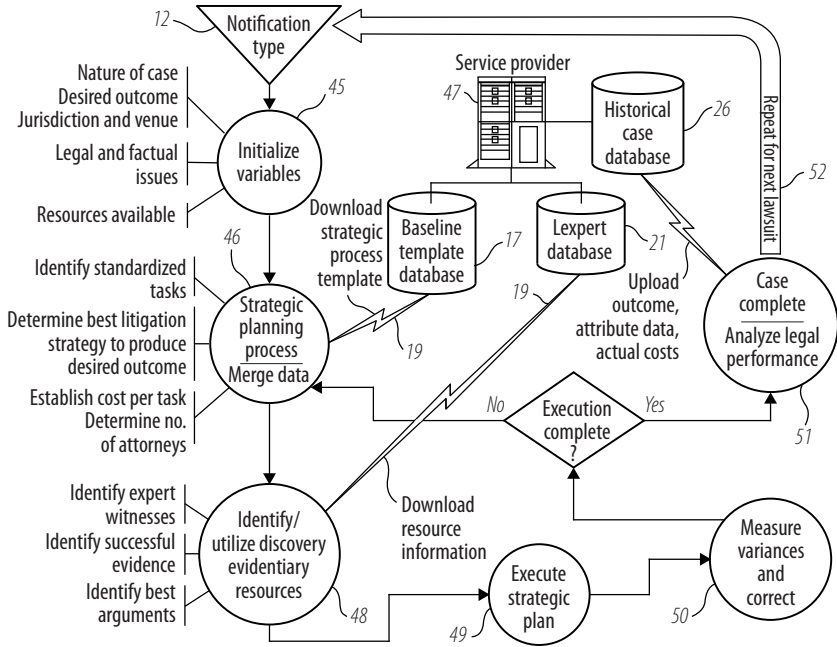 12
Notification
type
Nature of case
Desired outcome
Jurisdiction and venue
Legal and factual
issues
Resources available
45
Initialize
variables
Service provider
47
Historical
case
database
26
Repeat for next lawsuit
52
46
Download
strategic
process
template
Baseline
template
database
17
Lexpert
database
21
19
19
Identify standardized
tasks
Determine best litigation
strategy to produce
desired outcome
Establish cost per task
Determine no.
of attorneys
Strategic
planning
process
Merge data
Upload
outcome,
attribute data,
actual costs
Case
complete
Analyze legal
performance
51
No
Execution
complete
?
Yes
Identify expert
witnesses
Identify successful
evidence
Identify best
arguments
Identify/
utilize discovery
evidentiary
resources
48
Download
resource
information
Execute
strategic
plan
49
Measure
variances
and
correct
50